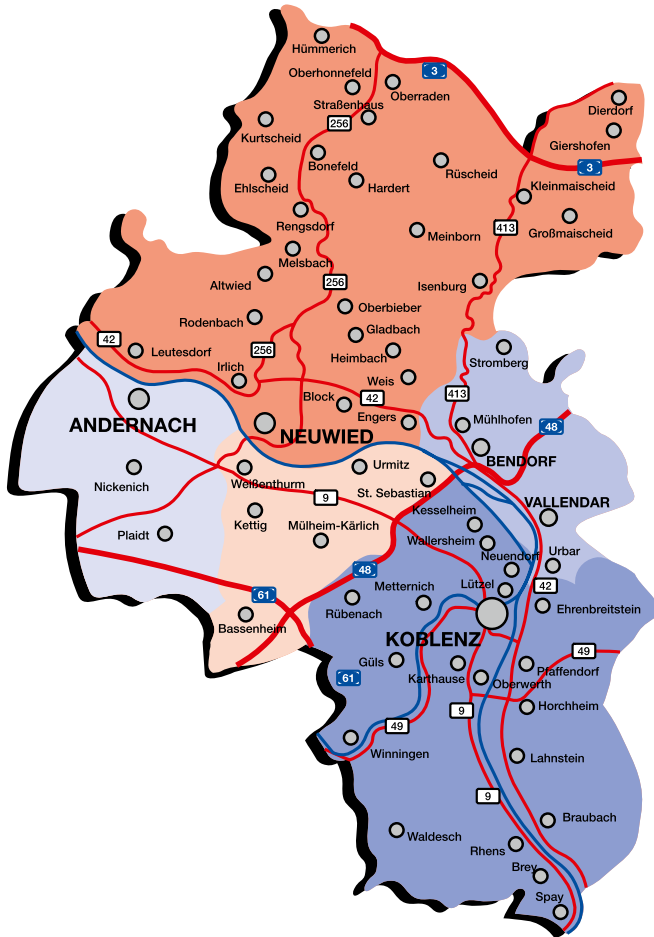 Hümmerich
3
Oberhonnefeld
Oberraden
Straßenhaus
Dierdorf
256
Kurtscheid
Giershofen
Bonefeld
3
Rüscheid
Ehlscheid
Hardert
Kleinmaischeid
Rengsdorf
413
Großmaischeid
Meinborn
Melsbach
Altwied
256
Isenburg
Oberbieber
Rodenbach
Gladbach
42
Leutesdorf
256
Heimbach
Stromberg
Irlich
Weis
Block
42
413
ANDERNACH
Engers
Mühlhofen
48
NEUWIED
BENDORF
Urmitz
Nickenich
Weißenthurm
St. Sebastian
9
VALLENDAR
Kesselheim
Kettig
Mülheim-Kärlich
Plaidt
Wallersheim
Urbar
Neuendorf
48
Lützel
42
Metternich
61
Rübenach
Ehrenbreitstein
Bassenheim
KOBLENZ
49
Güls
Pfaffendorf
61
Karthause
Oberwerth
Horchheim
9
49
Winningen
Lahnstein
9
Braubach
Waldesch
Rhens
Brey
Spay